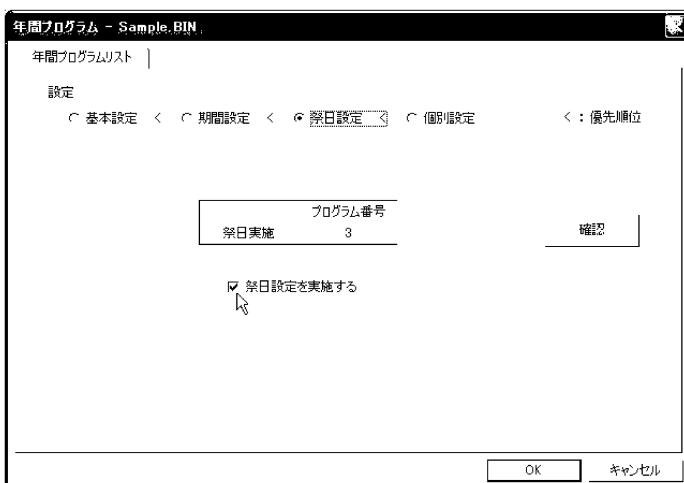 年間プログラム - Sample.BIN
年間プログラムリスト
設定
基本設定 < 期間設定 < 祭日設定 < 個別設定 < : 優先順位
プログラム番号
祭日実施 3
確認
祭日設定を実施する
OK キャンセル